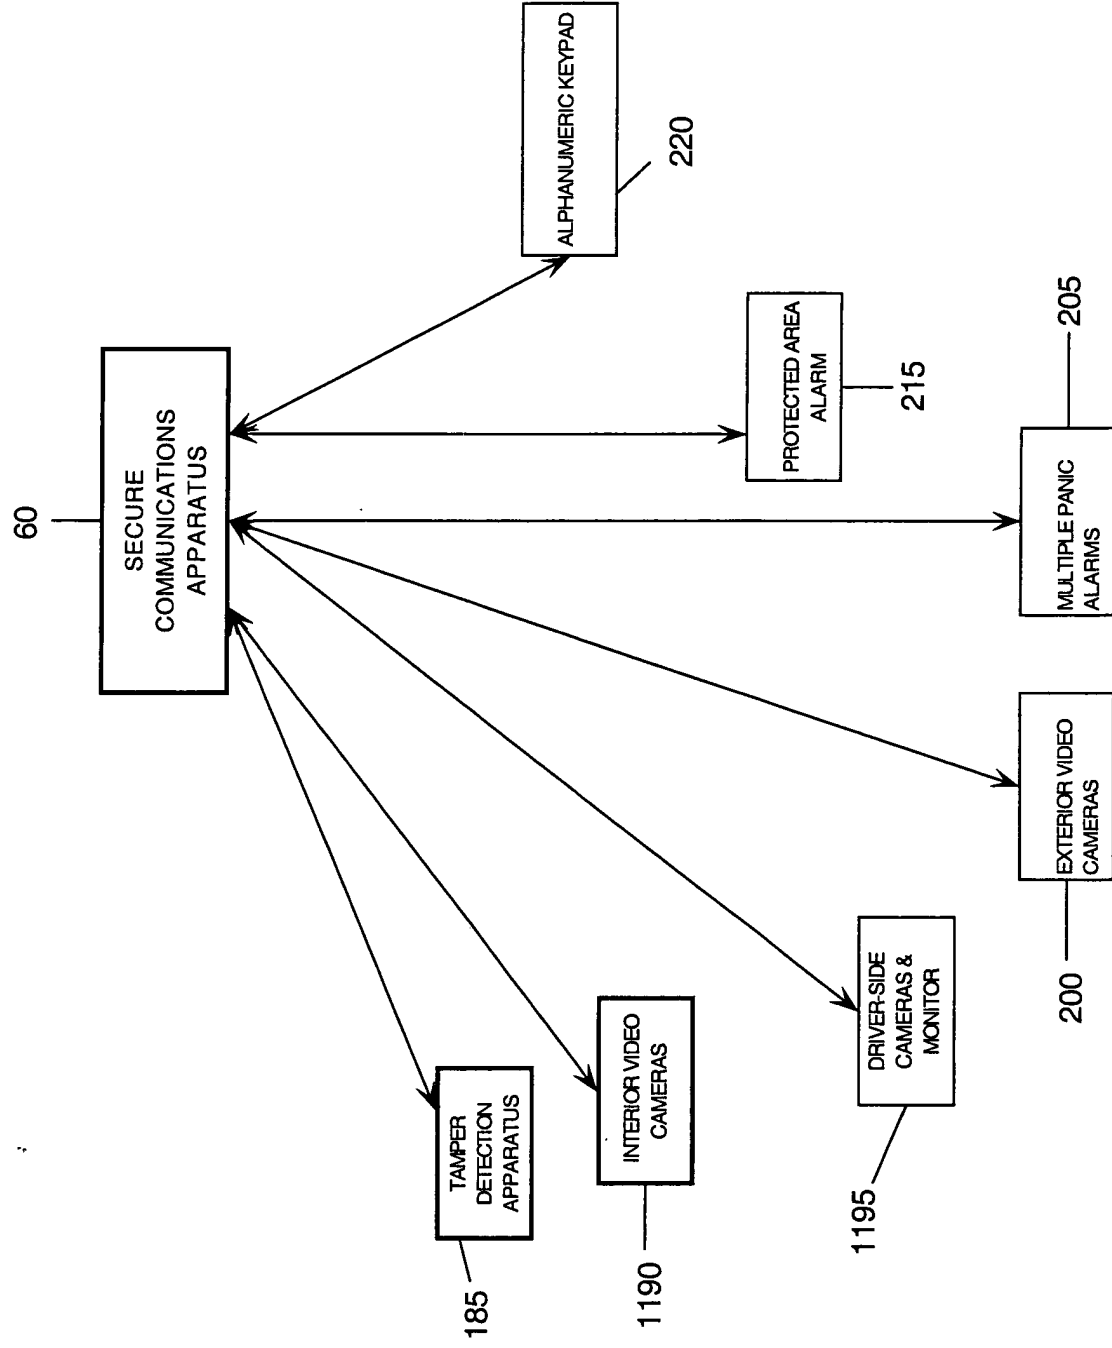 60
SECURE
COMMUNICATIONS
APPARATUS
ALPHANUMERIC KEYPAD
220
PROTECTED AREA
ALARM
215
MULTIPLE PANIC
ALARMS
205
EXTERIOR VIDEO
CAMERAS
200
DRIVER-SIDE
CAMERAS &
MONITOR
1195
INTERIOR VIDEO
CAMERAS
1190
TAMPER
DETECTION
APPARATUS
185